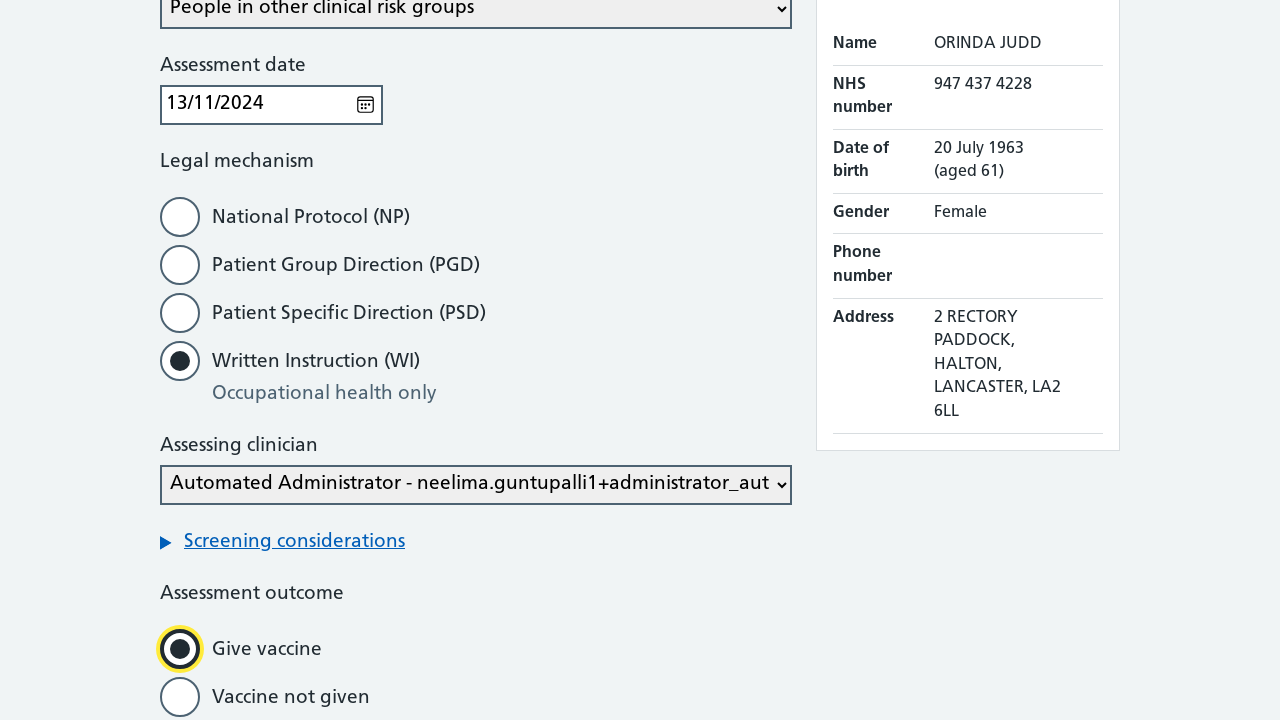 People in other clinical risk groups
Assessment date
13/11/2024
Legal mechanism
National Protocol (NP)
Patient Group Direction (PGD)
Patient Specific Direction (PSD)
Written Instruction (WI)
Occupational health only
Assessing clinician
Automated Administrator - neelima.guntupalli1+administrator_aut
Screening considerations
Assessment outcome
Give vaccine
Vaccine not given
Name ORINDA JUDD
NHS number 947 437 4228
Date of birth 20 July 1963
(aged 61)
Gender Female
Phone number
Address 2 RECTORY
PADDOCK,
HALTON,
LANCASTER, LA2
6LL